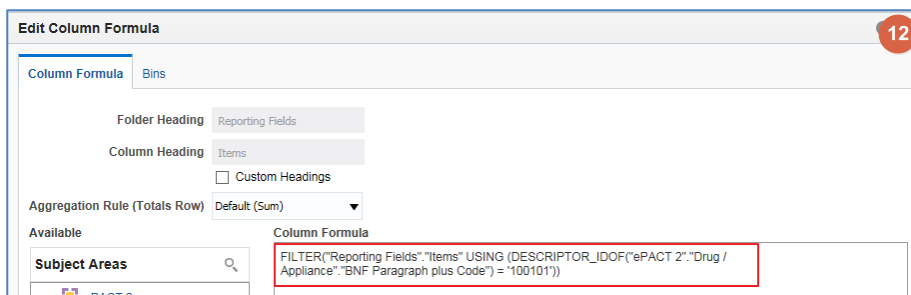 Edit Column Formula
12
Column Formula Bins
Folder Heading Reporting Fields
Column Heading Items
Custom Headings
Aggregation Rule (Totals Row) Default (Sum)
Available Column Formula
Subject Areas
FILTER("Reporting Fields"."Items" USING (DESCRIPTOR_IDOF("ePACT 2"."Drug /
Appliance"."BNF Paragraph plus Code") = '100101'))